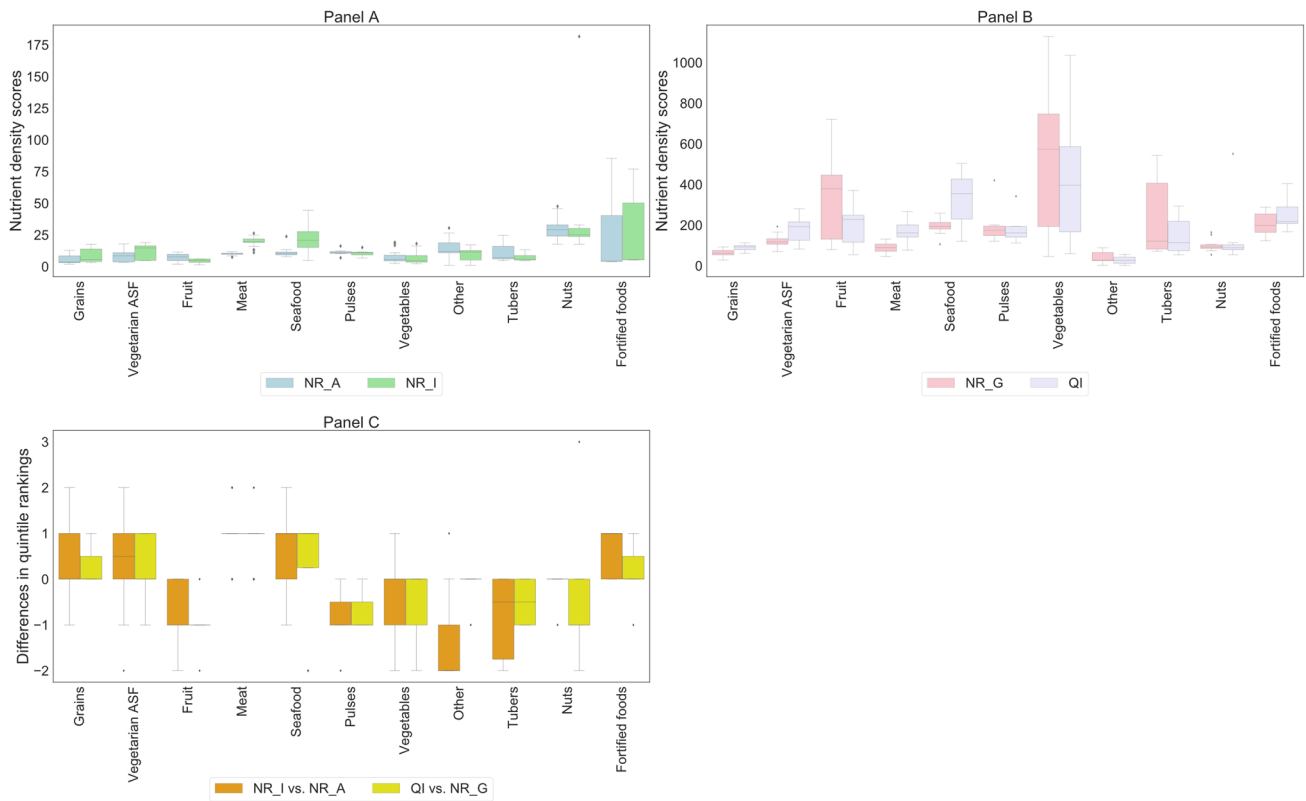 Panel A
Nutrient density scores
175
150
125
100
75
50
25
0
Grains
Vegetarian ASF
Fruit
Meat
Seafood
Pulses
Vegetables
Other
Tubers
Nuts
Fortified foods
NR_A NR_I
Panel B
Nutrient density scores
1000
800
600
400
200
0
Grains
Vegetarian ASF
Fruit
Meat
Seafood
Pulses
Vegetables
Other
Tubers
Nuts
Fortified foods
NR_G QI
Panel C
Differences in quintile rankings
3
2
1
0
−1
−2
Grains
Vegetarian ASF
Fruit
Meat
Seafood
Pulses
Vegetables
Other
Tubers
Nuts
Fortified foods
NR_I vs. NR_A QI vs. NR_G